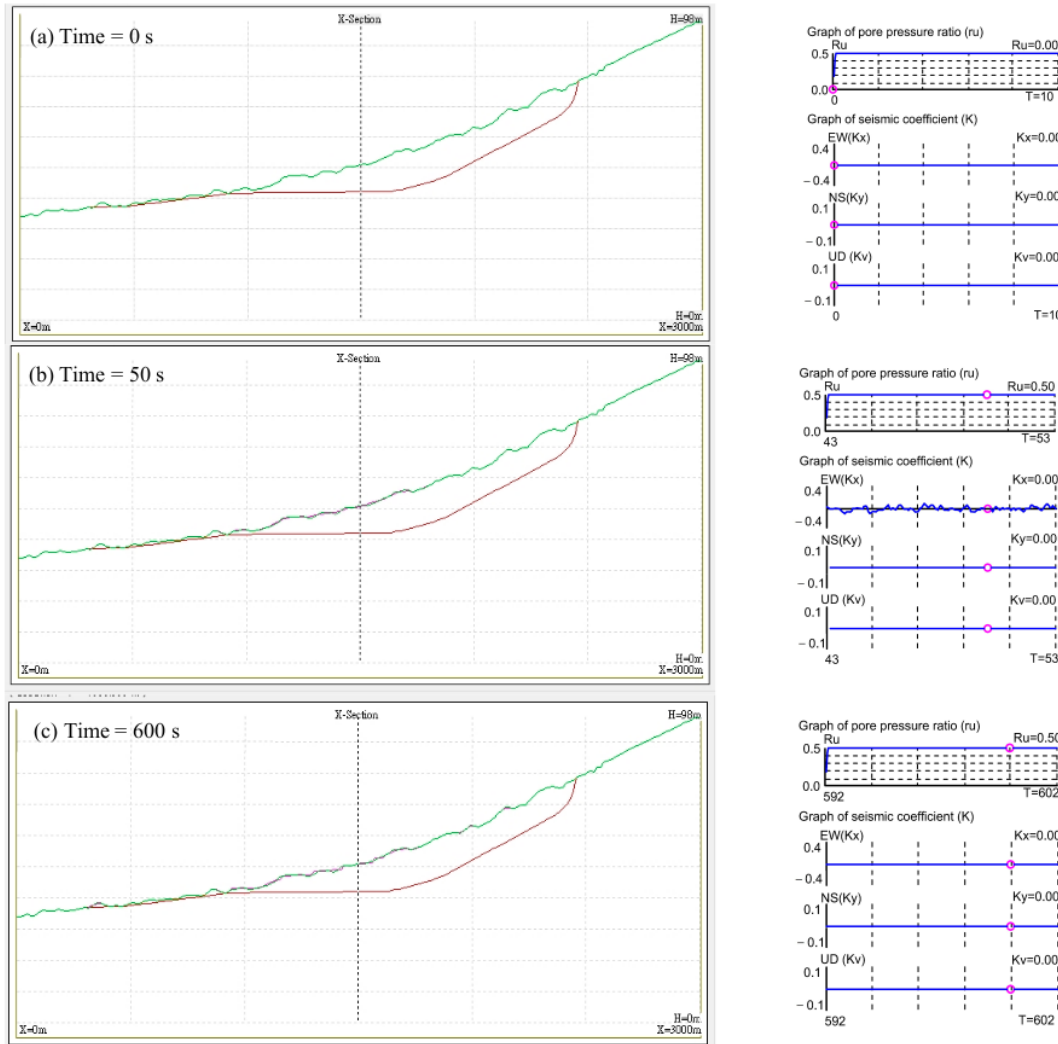 (a) Time = 0 s
X-Section
H=98m
H=0m
X=0m
X=3000m
Graph of pore pressure ratio (ru)
Ru
Ru=0.00
0.5
0.0
0
T=10
Graph of seismic coefficient (K)
EW(Kx)
Kx=0.00
0.4
– 0.4
NS(Ky)
Ky=0.00
0.1
– 0.1
UD (Kv)
Kv=0.00
0.1
– 0.1
0
T=10
(b) Time = 50 s
X-Section
H=98m
H=0m
X=0m
X=3000m
Graph of pore pressure ratio (ru)
Ru
Ru=0.50
0.5
0.0
43
T=53
Graph of seismic coefficient (K)
EW(Kx)
Kx=0.00
0.4
– 0.4
NS(Ky)
Ky=0.00
0.1
– 0.1
UD (Kv)
Kv=0.00
0.1
– 0.1
43
T=53
(c) Time = 600 s
X-Section
H=98m
H=0m
X=0m
X=3000m
Graph of pore pressure ratio (ru)
Ru
Ru=0.50
0.5
0.0
592
T=602
Graph of seismic coefficient (K)
EW(Kx)
Kx=0.00
0.4
– 0.4
NS(Ky)
Ky=0.00
0.1
– 0.1
UD (Kv)
Kv=0.00
0.1
– 0.1
592
T=602